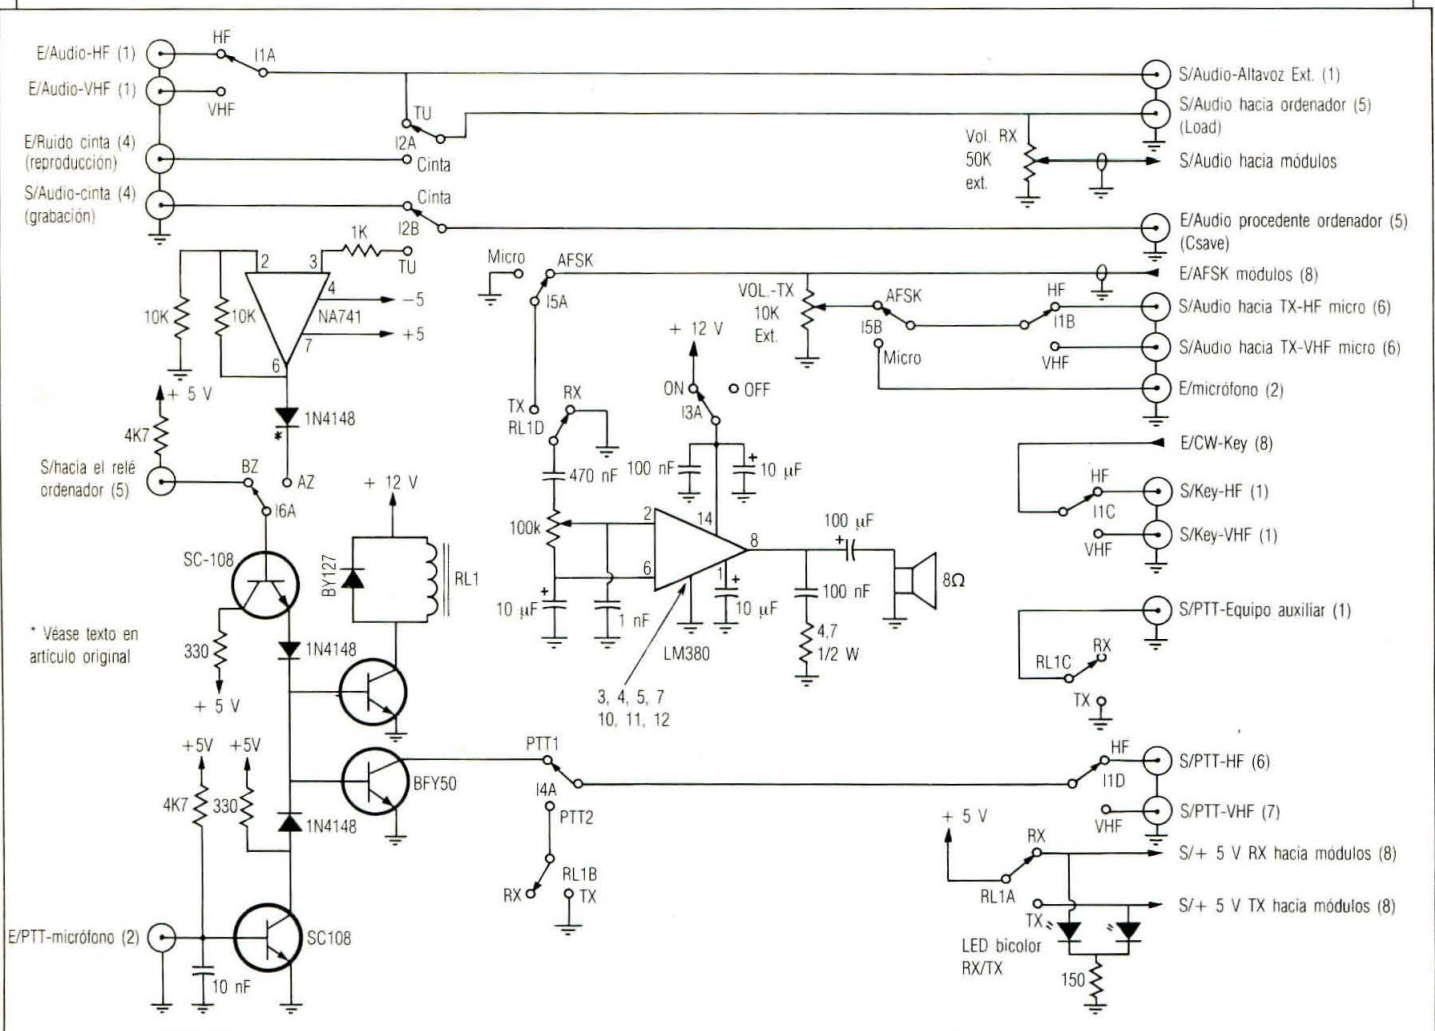 E/Audio-HF (1)
HF
I1A
S/Audio-Altavoz Ext. (1)
E/Audio-VHF (1)
VHF
TU
S/Audio hacia ordenador (5)
(Load)
E/Ruido cinta (4)
(reproducción)
I2A
Cinta
Vol. RX
50K
ext.
S/Audio hacia módulos
S/Audio-cinta (4)
(grabación)
Cinta
I2B
E/Audio procedente ordenador (5)
(Csave)
1K
TU
2
3
4
-5
NA741
7
+5
6
10K
10K
Micro
AFSK
I5A
E/AFSK módulos (8)
VOL.-TX
10K
Ext.
AFSK
I5B
Micro
HF
I1B
VHF
S/Audio hacia TX-HF micro (6)
S/Audio hacia TX-VHF micro (6)
E/micrófono (2)
+ 5 V
4K7
1N4148
*
S/hacia el relé
ordenador (5)
BZ
AZ
I6A
+ 12 V
ON
OFF
I3A
TX
RX
RL1D
470 nF
100 nF
+
10 µF
E/CW-Key (8)
HF
I1C
VHF
S/Key-HF (1)
S/Key-VHF (1)
+ 12 V
SC-108
BY127
RL1
100k
2
14
8
6
1
100 µF
+
8Ω
+
10 µF
1 nF
+
10 µF
100 nF
LM380
4,7
1/2 W
3, 4, 5, 7
10, 11, 12
* Véase texto en
artículo original
330
1N4148
+ 5 V
S/PTT-Equipo auxiliar (1)
RX
RL1C
TX
+5V
+5V
4K7
330
BFY50
1N4148
PTT1
I4A
PTT2
RL1B
RX
TX
HF
I1D
VHF
S/PTT-HF (6)
S/PTT-VHF (7)
+ 5 V
RX
RL1A
TX
S/+ 5 V RX hacia módulos (8)
S/+ 5 V TX hacia módulos (8)
LED bicolor
RX/TX
150
E/PTT-micrófono (2)
SC108
10 nF